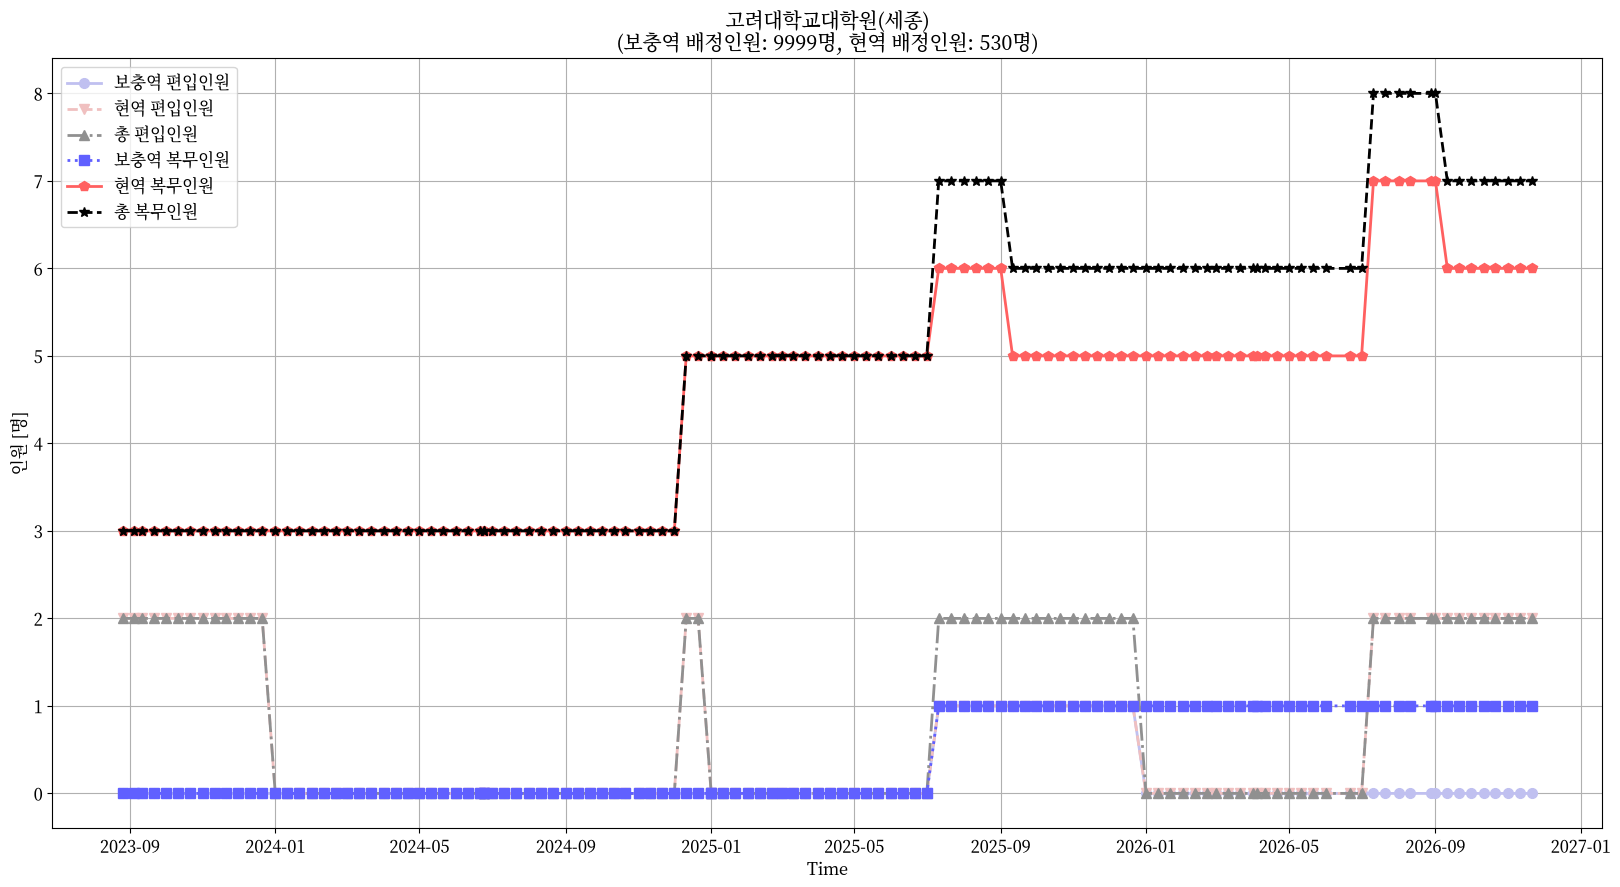 고려대학교대학원(세종)
(보충역 배정인원: 9999명, 현역 배정인원: 530명)
보충역 편입인원
현역 편입인원
총 편입인원
보충역 복무인원
현역 복무인원
총 복무인원
인원 [명]
8
7
6
5
4
3
2
1
0
2023-09
2024-01
2024-05
2024-09
2025-01
2025-05
2025-09
2026-01
2026-05
2026-09
2027-01
Time